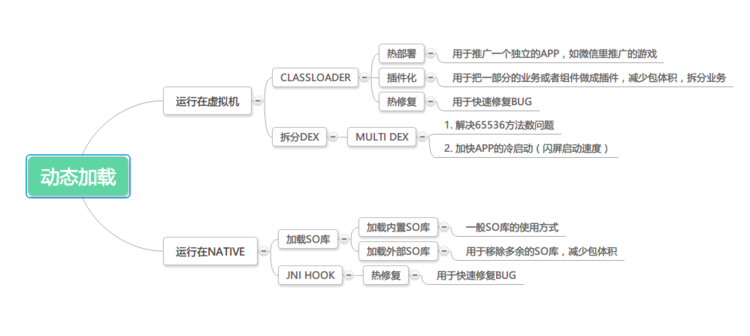 动态加载
运行在虚拟机
CLASSLOADER
热部署
用于推广一个独立的APP，如微信里推广的游戏
插件化
用于把一部分的业务或者组件做成插件，减少包体积，拆分业务
热修复
用于快速修复BUG
拆分DEX
MULTI DEX
1. 解决65536方法数问题
2. 加快APP的冷启动（闪屏启动速度）
运行在NATIVE
加载SO库
加载内置SO库
一般SO库的使用方式
加载外部SO库
用于移除多余的SO库，减少包体积
JNI HOOK
热修复
用于快速修复BUG